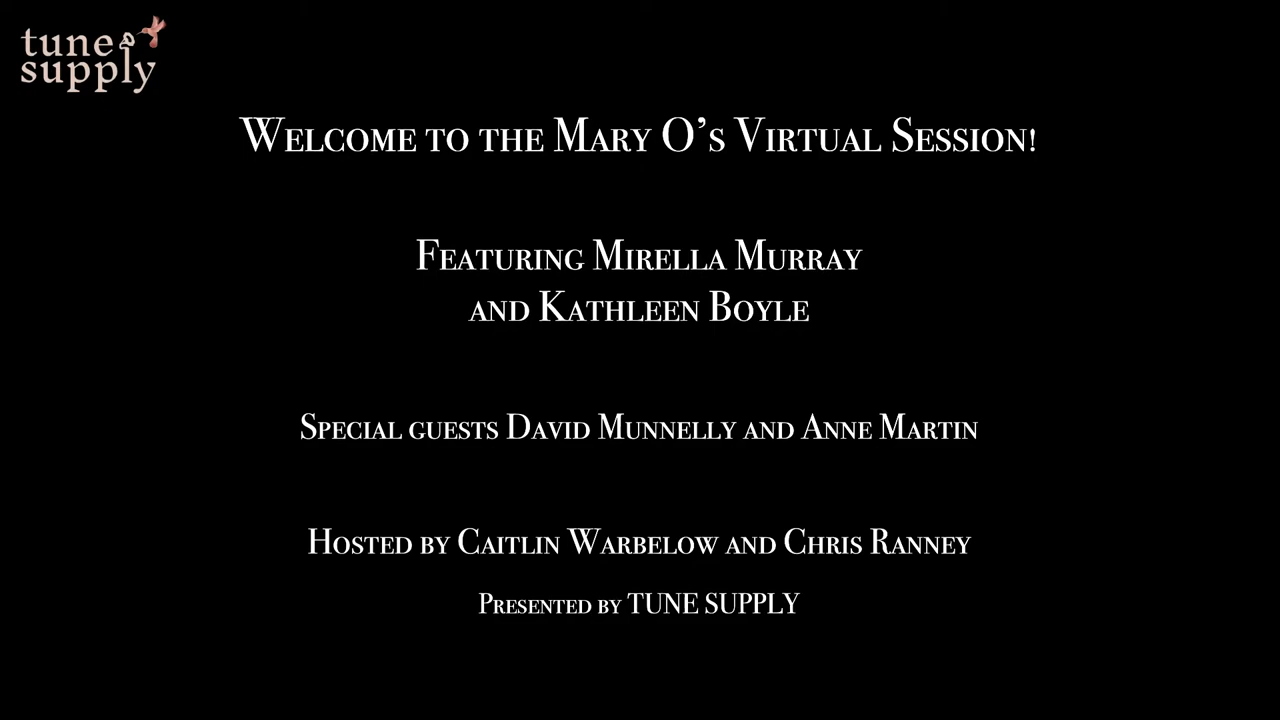 tune
supply
Welcome to the Mary O's Virtual Session!
Featuring Mirella Murray
and Kathleen Boyle
Special guests David Munnelly and Anne Martin
Hosted by Caitlin Warbelow and Chris Ranney
Presented by TUNE SUPPLY